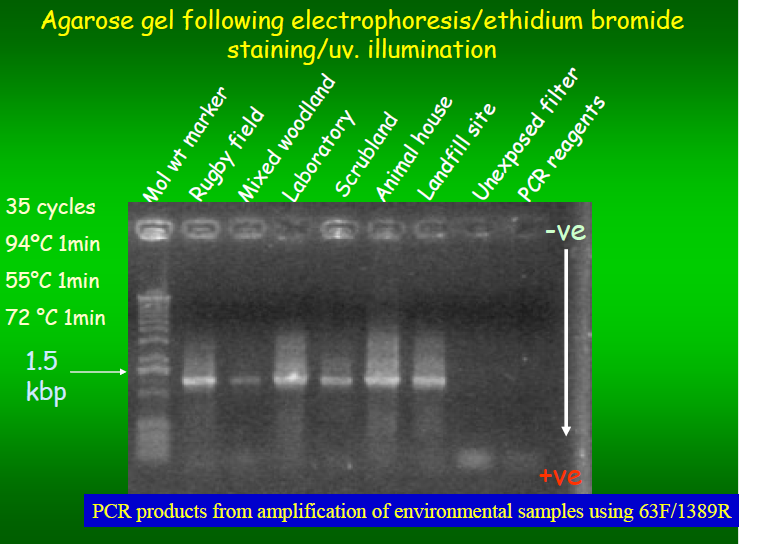 Agarose gel following electrophoresis/ethidium bromide
staining/uv. illumination
Mol wt marker
Rugby field
Mixed woodland
Laboratory
Scrubland
Animal house
Landfill site
Unexposed filter
PCR reagents
35 cycles
94°C 1min
55°C 1min
72 °C 1min
1.5
kbp
-ve
+ve
PCR products from amplification of environmental samples using 63F/1389R